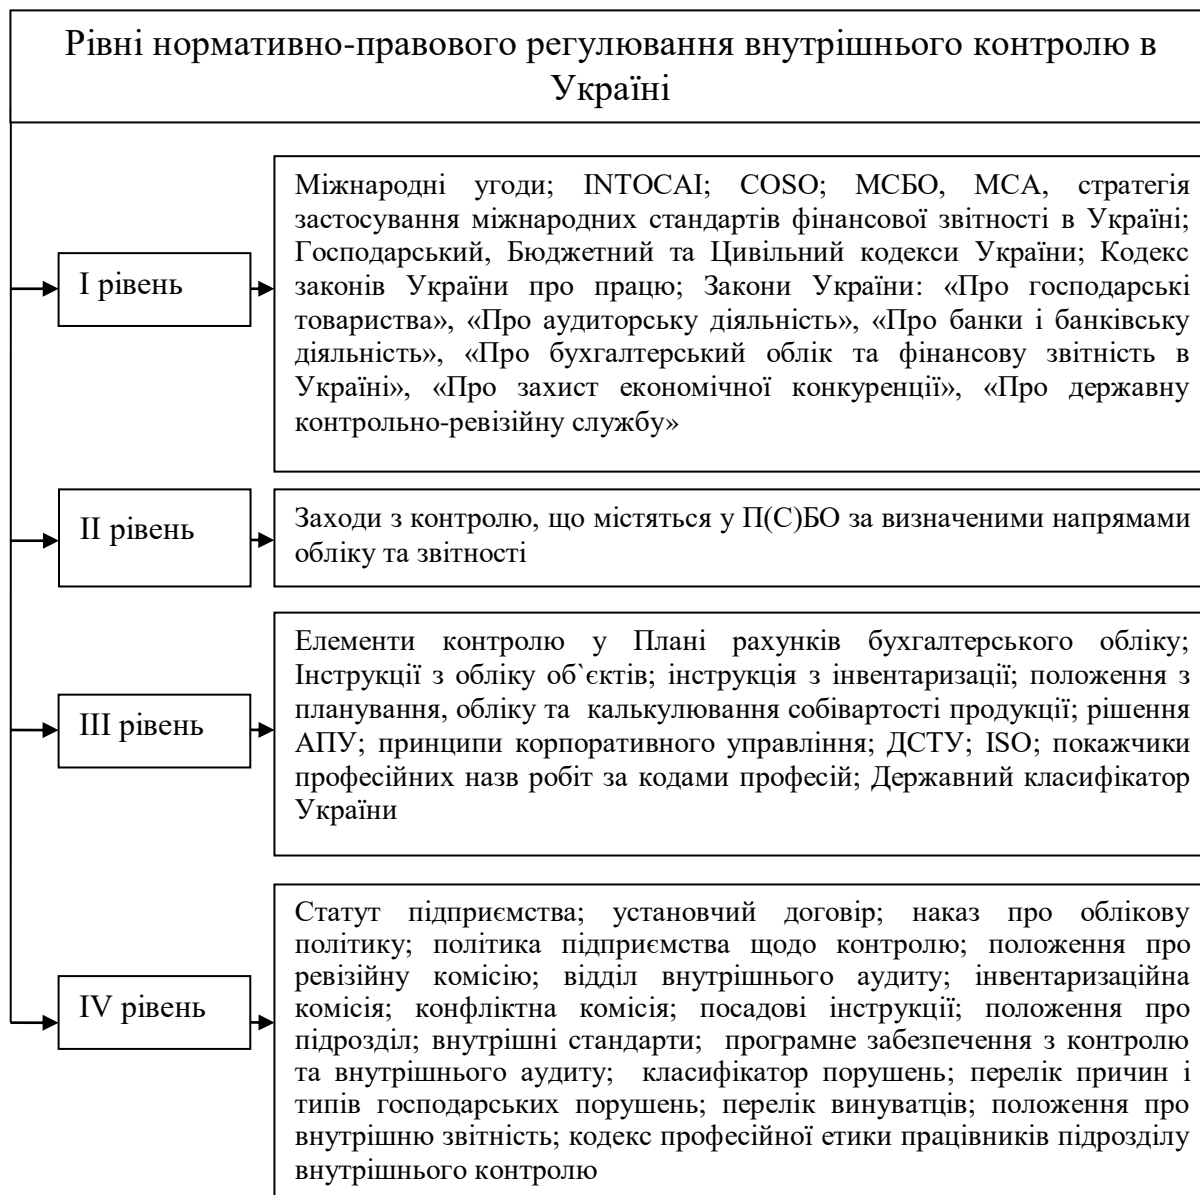 Рівні нормативно-правового регулювання внутрішнього контролю в
Україні
І рівень
Міжнародні угоди; INTOCAI; COSO; МСБО, МСА, стратегія
застосування міжнародних стандартів фінансової звітності в Україні;
Господарський, Бюджетний та Цивільний кодекси України; Кодекс
законів України про працю; Закони України: «Про господарські
товариства», «Про аудиторську діяльність», «Про банки і банківську
діяльність», «Про бухгалтерський облік та фінансову звітність в
Україні», «Про захист економічної конкуренції», «Про державну
контрольно-ревізійну службу»
ІІ рівень
Заходи з контролю, що містяться у П(С)БО за визначеними напрямами
обліку та звітності
ІІІ рівень
Елементи контролю у Плані рахунків бухгалтерського обліку;
Інструкції з обліку об`єктів; інструкція з інвентаризації; положення з
планування, обліку та калькулювання собівартості продукції; рішення
АПУ; принципи корпоративного управління; ДСТУ; ISO; покажчики
професійних назв робіт за кодами професій; Державний класифікатор
України
IV рівень
Статут підприємства; установчий договір; наказ про облікову
політику; політика підприємства щодо контролю; положення про
ревізійну комісію; відділ внутрішнього аудиту; інвентаризаційна
комісія; конфліктна комісія; посадові інструкції; положення про
підрозділ; внутрішні стандарти; програмне забезпечення з контролю
та внутрішнього аудиту; класифікатор порушень; перелік причин і
типів господарських порушень; перелік винуватців; положення про
внутрішню звітність; кодекс професійної етики працівників підрозділу
внутрішнього контролю